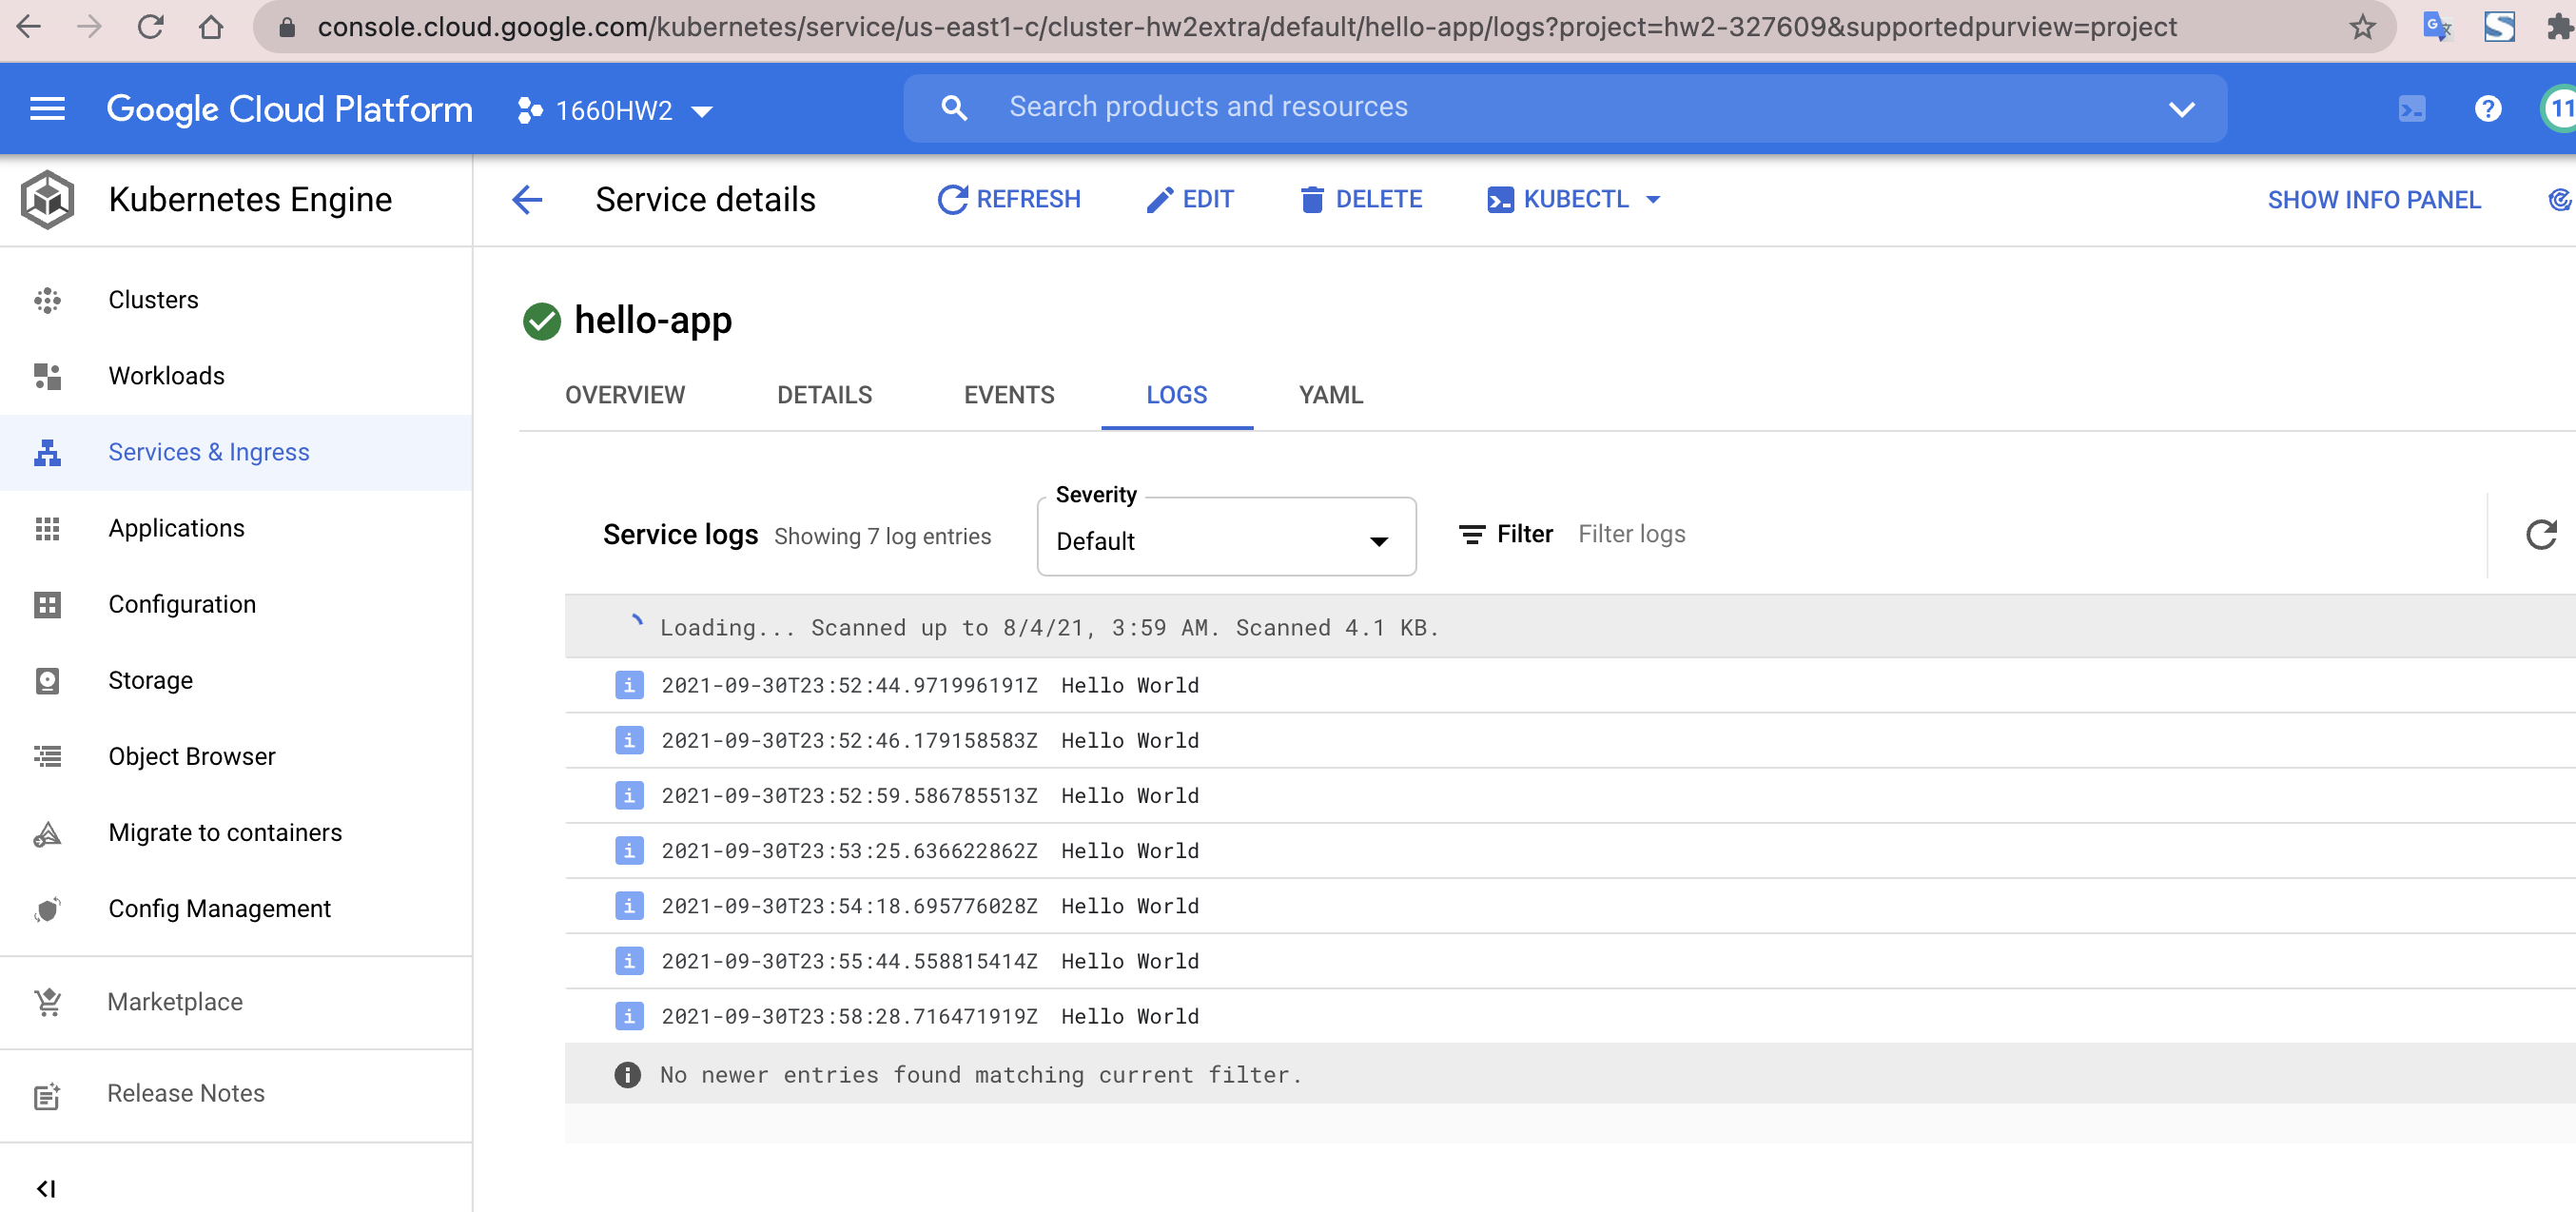 console.cloud.google.com/kubernetes/service/us-east1-c/cluster-hw2extra/default/hello-app/logs?project=hw2-327609&supportedpurview=project
Google Cloud Platform 1660HW2 Search products and resources 11
Kubernetes Engine
Service details REFRESH EDIT DELETE KUBECTL SHOW INFO PANEL
Clusters
Workloads
Services & Ingress
Applications
Configuration
Storage
Object Browser
Migrate to containers
Config Management
Marketplace
Release Notes
hello-app
OVERVIEW DETAILS EVENTS LOGS YAML
Severity
Service logs Showing 7 log entries Default Filter Filter logs
Loading... Scanned up to 8/4/21, 3:59 AM. Scanned 4.1 KB.
i 2021-09-30T23:52:44.971996191Z Hello World
i 2021-09-30T23:52:46.179158583Z Hello World
i 2021-09-30T23:52:59.586785513Z Hello World
i 2021-09-30T23:53:25.636622862Z Hello World
i 2021-09-30T23:54:18.695776028Z Hello World
i 2021-09-30T23:55:44.558815414Z Hello World
i 2021-09-30T23:58:28.716471919Z Hello World
No newer entries found matching current filter.